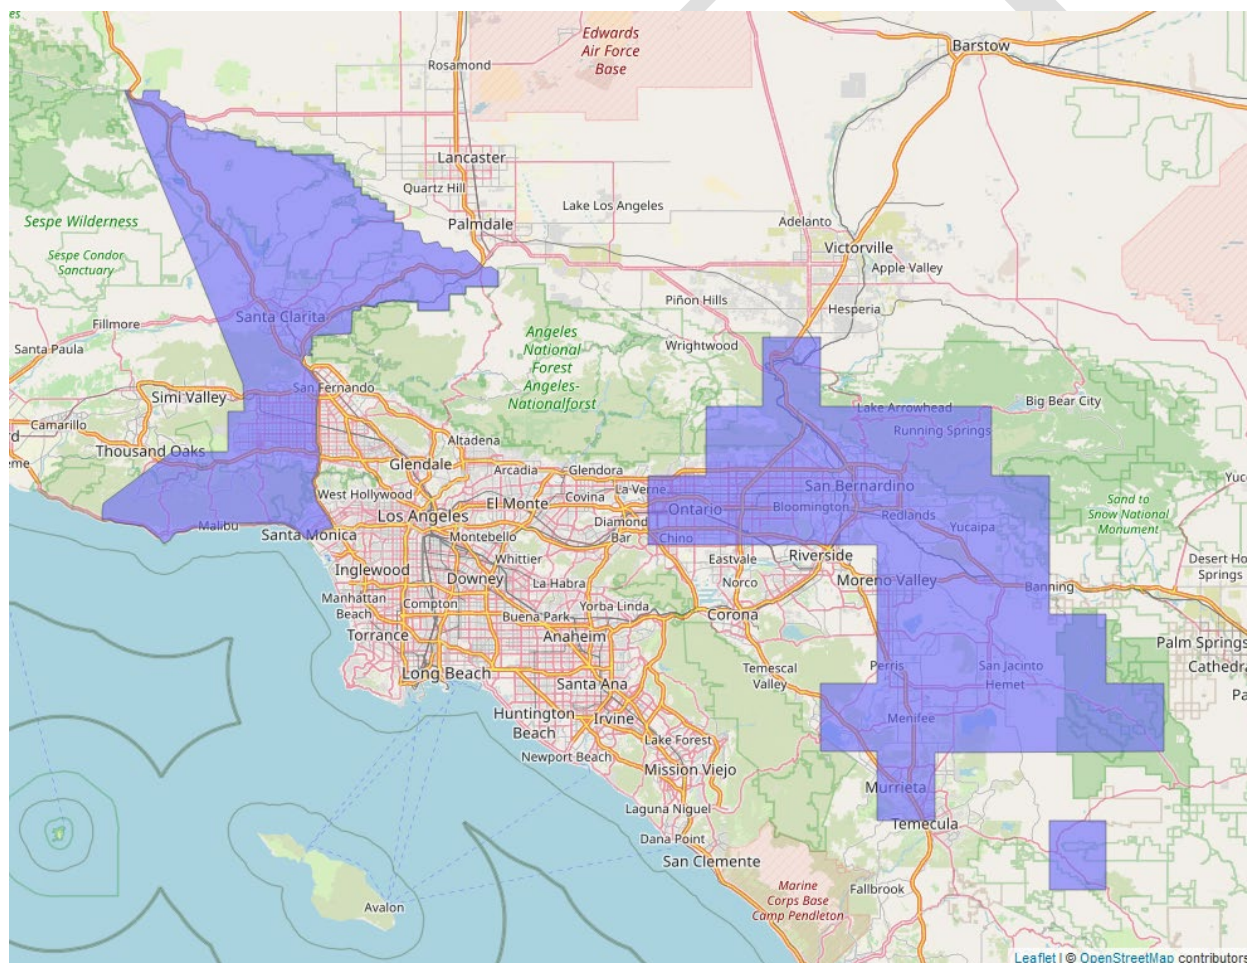 Edwards
Air Force
Base
Barstow
Rosamond
Lancaster
Quartz Hill
Lake Los Angeles
Sespe Wilderness
Palmdale
Adelanto
Sespe Condor
Sanctuary
Victorville
Apple Valley
Piñon Hills
Hesperia
Santa Clarita
Fillmore
Santa Paula
Angeles
National
Forest
Angeles-
Nationalforst
Wrightwood
San Fernando
Simi Valley
Big Bear City
Lake Arrowhead
Camarillo
Running Springs
Thousand Oaks
Altadena
Glendale
Arcadia
Glendora
San Bernardino
La Verne
West Hollywood
El Monte
Covina
Sand to
Snow National
Monument
Ontario
Bloomington
Los Angeles
Redlands
Malibu
Diamond
Bar
Yucaipa
Santa Monica
Montebello
Chino
Whittier
Eastvale
Riverside
Desert Ho
Springs
Inglewood
Downey
La Habra
Norco
Moreno Valley
Banning
Manhattan
Beach
Compton
Yorba Linda
Buena Park
Corona
Torrance
Anaheim
Palm Springs
Cathedra
Long Beach
Temescal
Valley
Perris
San Jacinto
Hemet
Santa Ana
Pa
Huntington
Beach
Irvine
Menifee
Lake Forest
Newport Beach
Mission Viejo
Murrieta
Laguna Niguel
Temecula
Dana Point
San Clemente
Marine
Corps Base
Camp Pendleton
Fallbrook
Avalon
Leaflet | © OpenStreetMap contributors